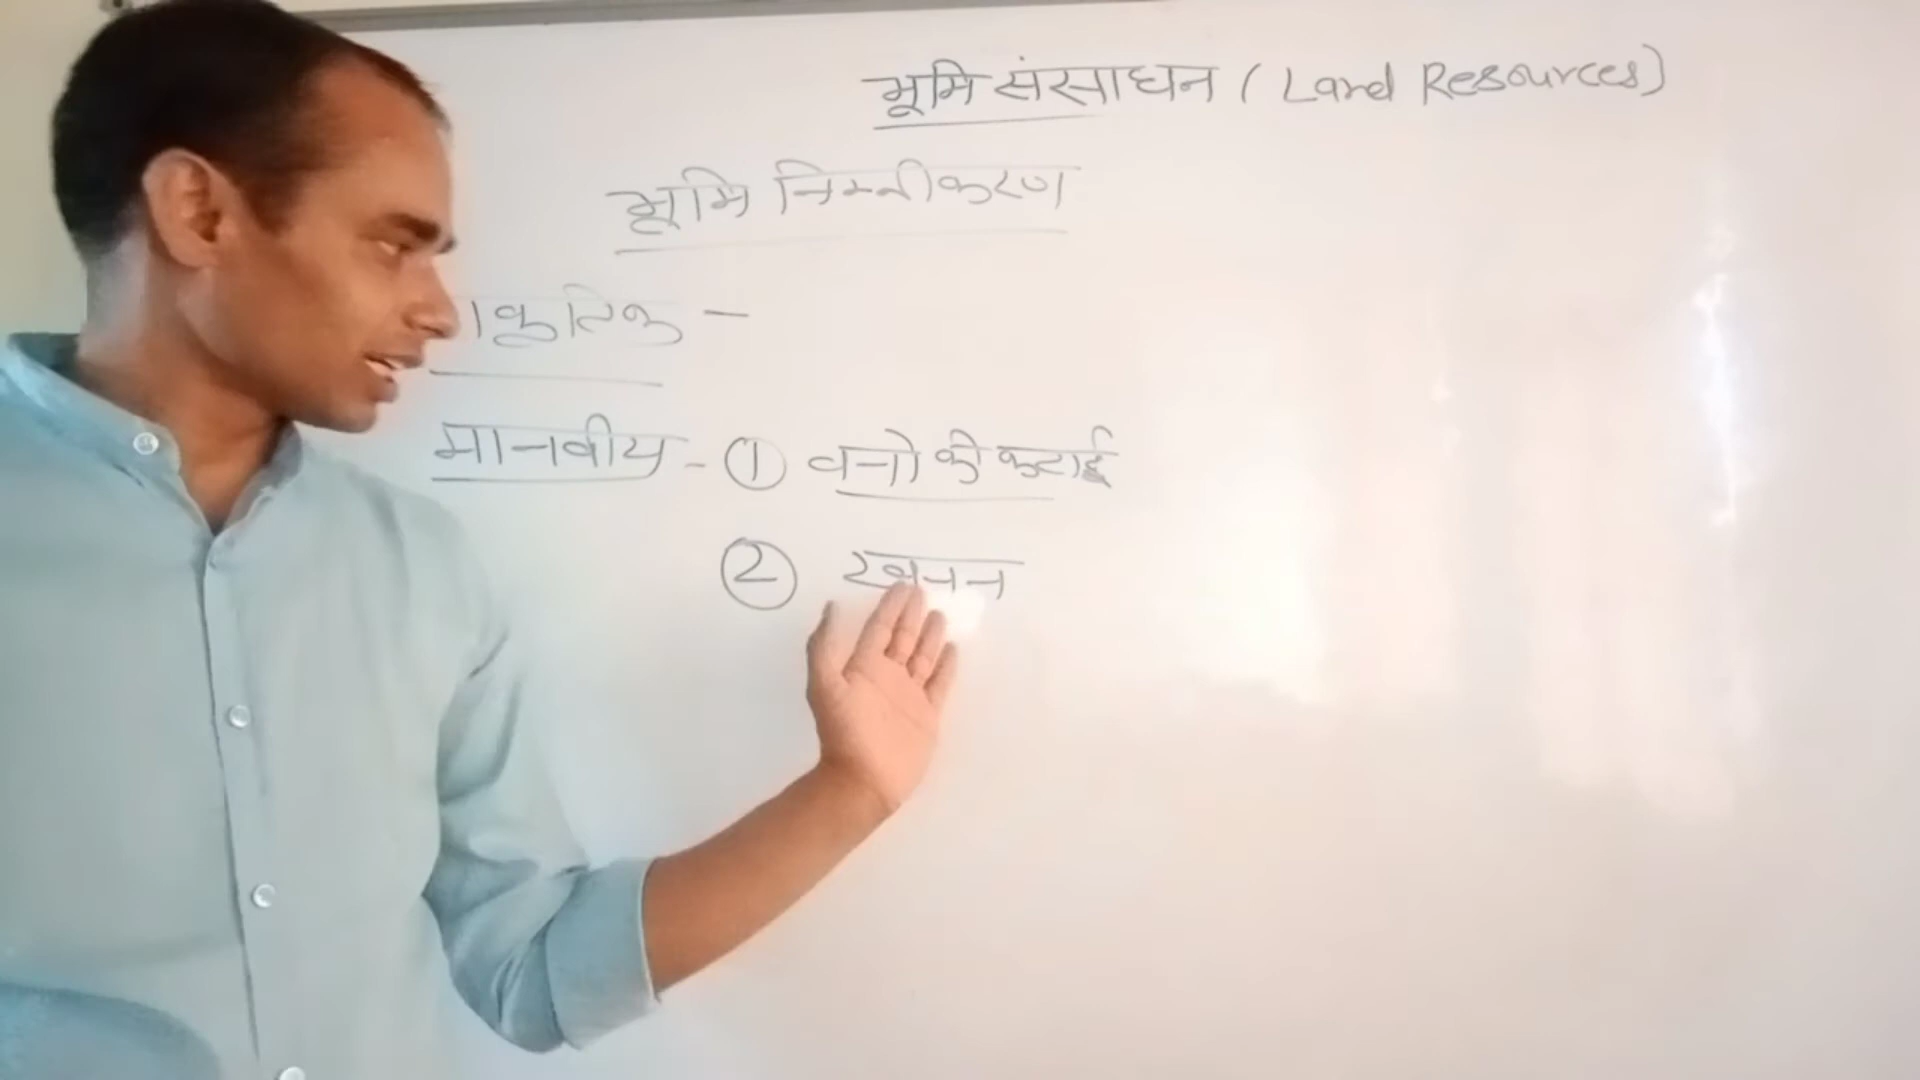 भूमि संसाधन ( Land Resources)
भूमि निम्नीकरण
ाकृतिक -
मानवीय - ① वनो की कटाई
② खनन